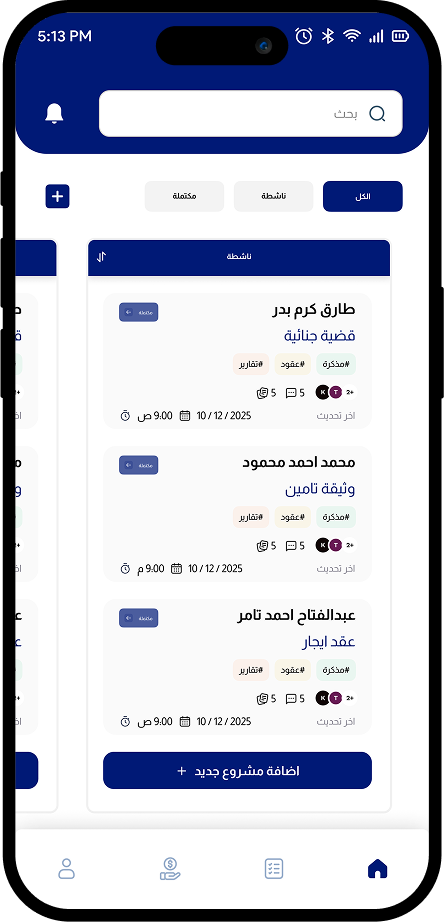 5:13 PM
بحث
الكل
ناشطة
مكتملة
ناشطة
طارق كرم بدر
مكتملة
قضية جنائية
#مذكرة #عقود #تقارير
K T +2 5 5
اخر تحديث 10 / 12 / 2025 9:00 ص
محمد احمد محمود
مكتملة
وثيقة تامين
#مذكرة #عقود #تقارير
K T +2 5 5
اخر تحديث 10 / 12 / 2025 9:00 م
عبدالفتاح احمد تامر
مكتملة
عقد ايجار
#مذكرة #عقود #تقارير
K T +2 5 5
اخر تحديث 10 / 12 / 2025 9:00 ص
اضافة مشروع جديد +